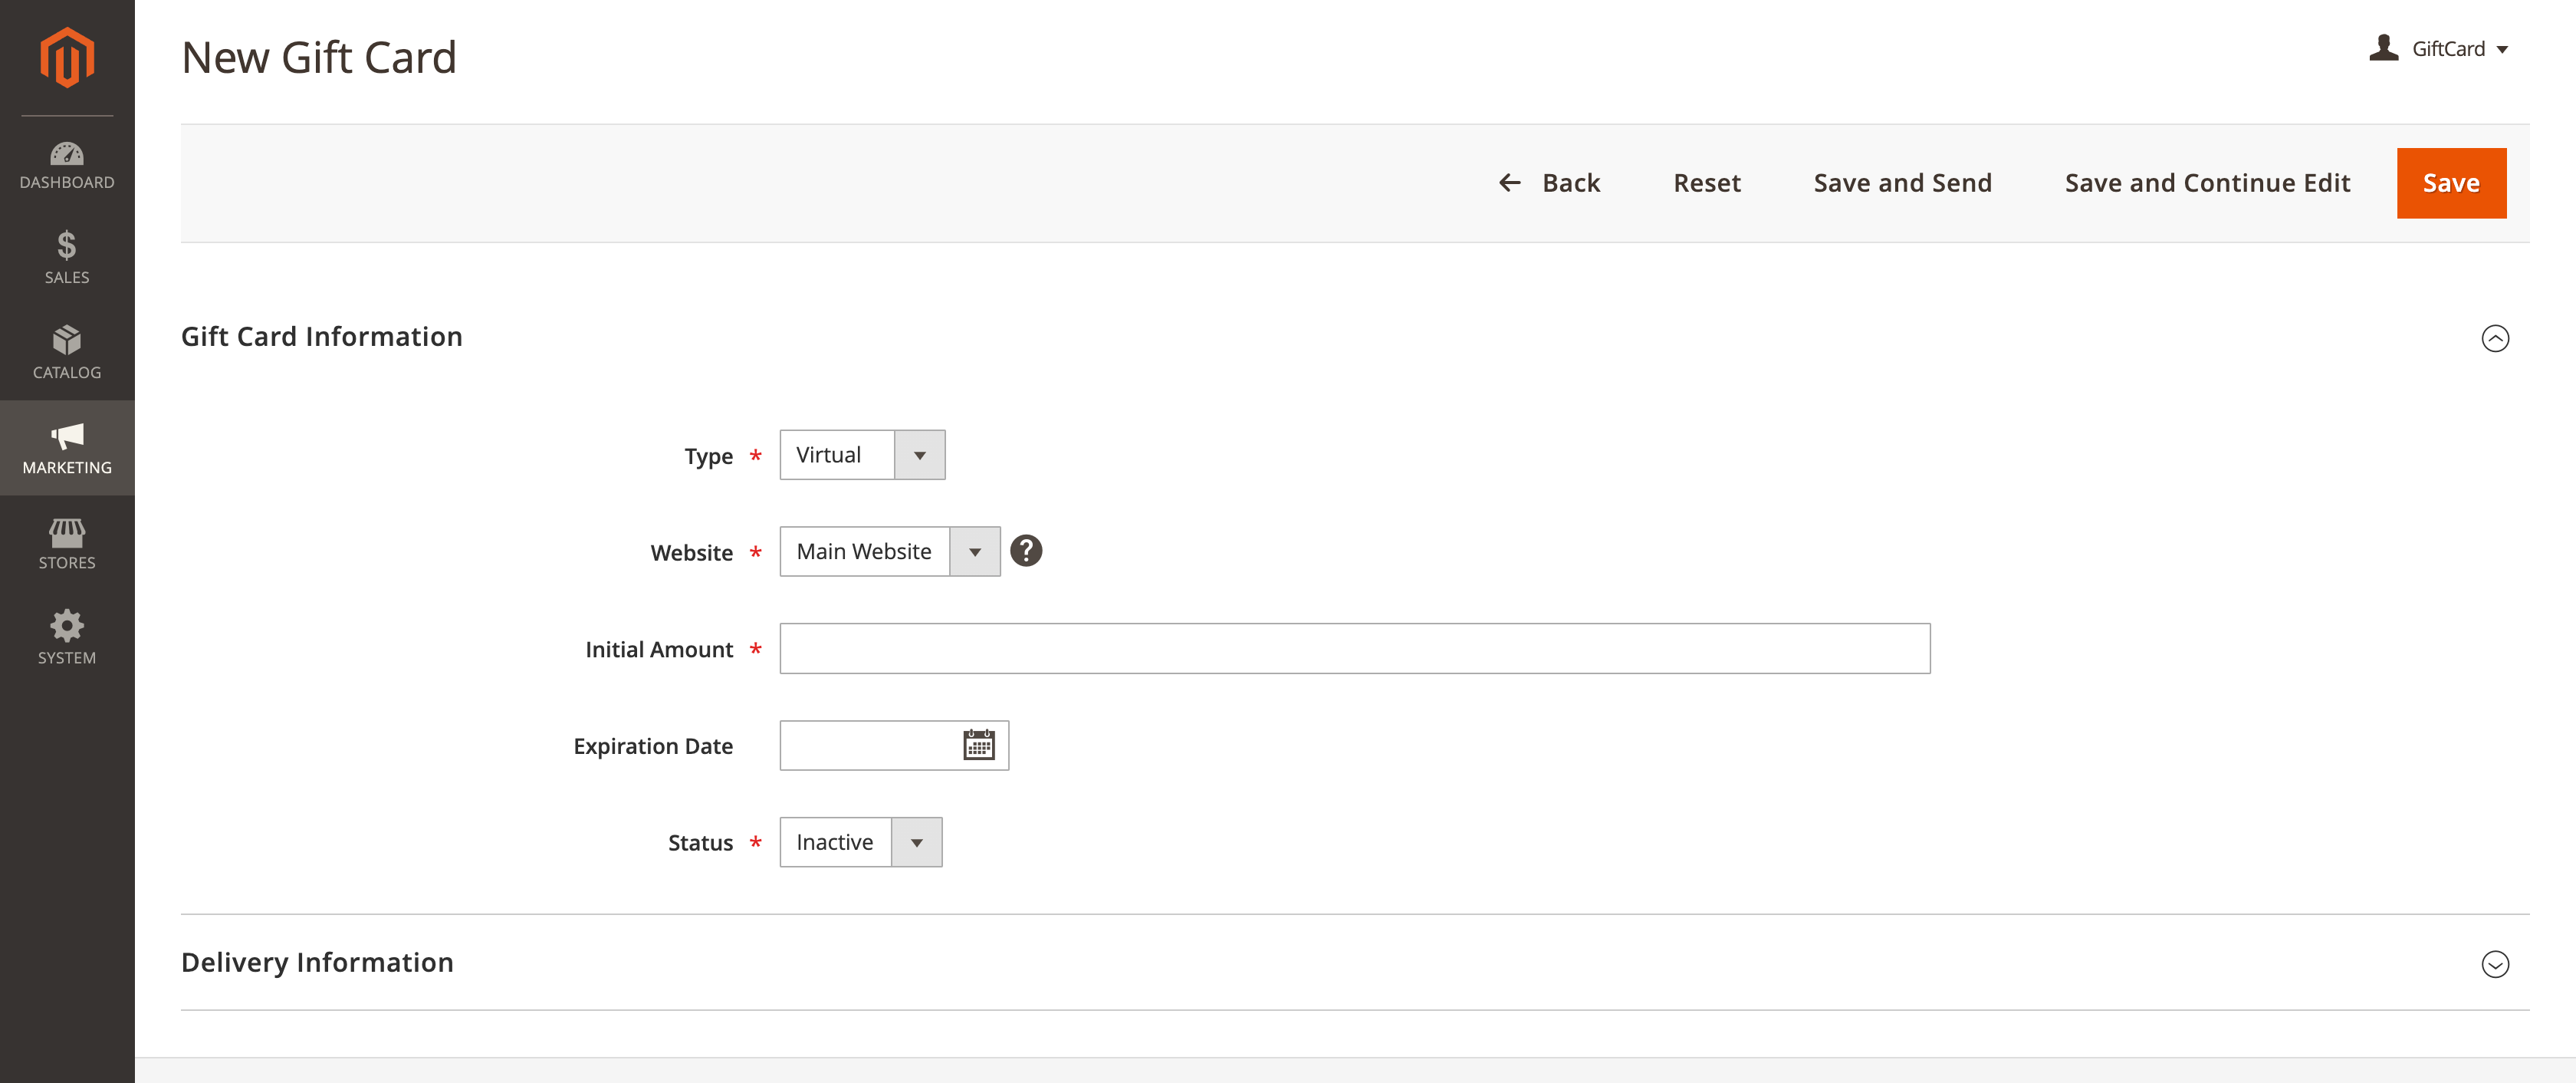 New Gift Card
GiftCard
DASHBOARD
SALES
CATALOG
MARKETING
STORES
SYSTEM
Back Reset Save and Send Save and Continue Edit Save
Gift Card Information
Type * Virtual
Website * Main Website ?
Initial Amount *
Expiration Date
Status * Inactive
Delivery Information